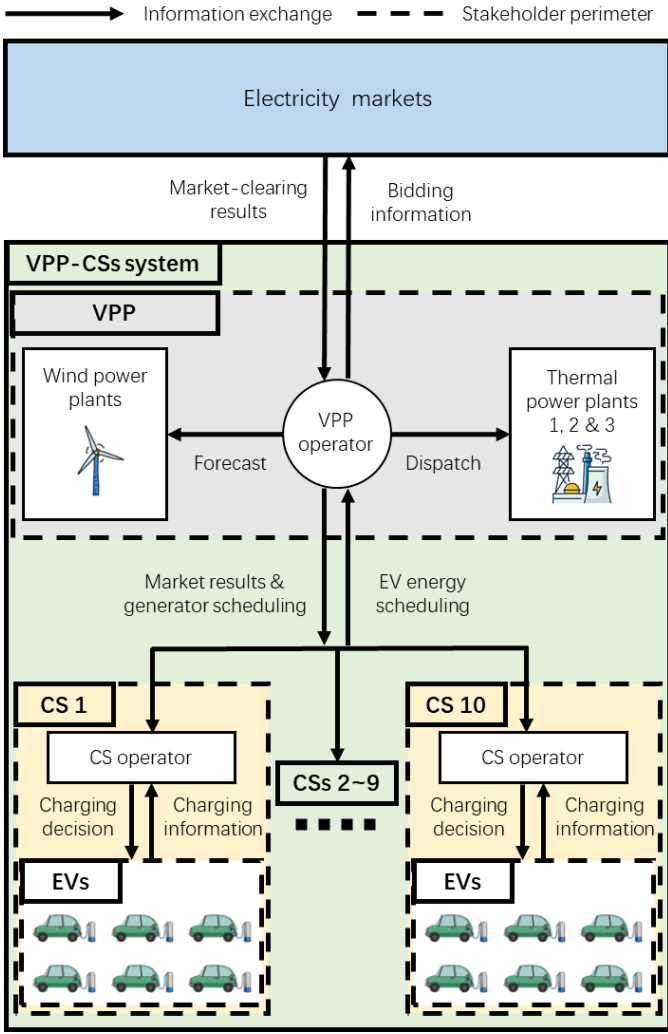 Information exchange
Stakeholder perimeter
Electricity markets
Market-clearing
results
Bidding
information
VPP-CSs system
VPP
Wind power
plants
VPP
operator
Thermal
power plants
1, 2 & 3
Forecast
Dispatch
Market results &
generator scheduling
EV energy
scheduling
CS 1
CS operator
Charging
decision
Charging
information
EVs
CSs 2~9
CS 10
CS operator
Charging
decision
Charging
information
EVs